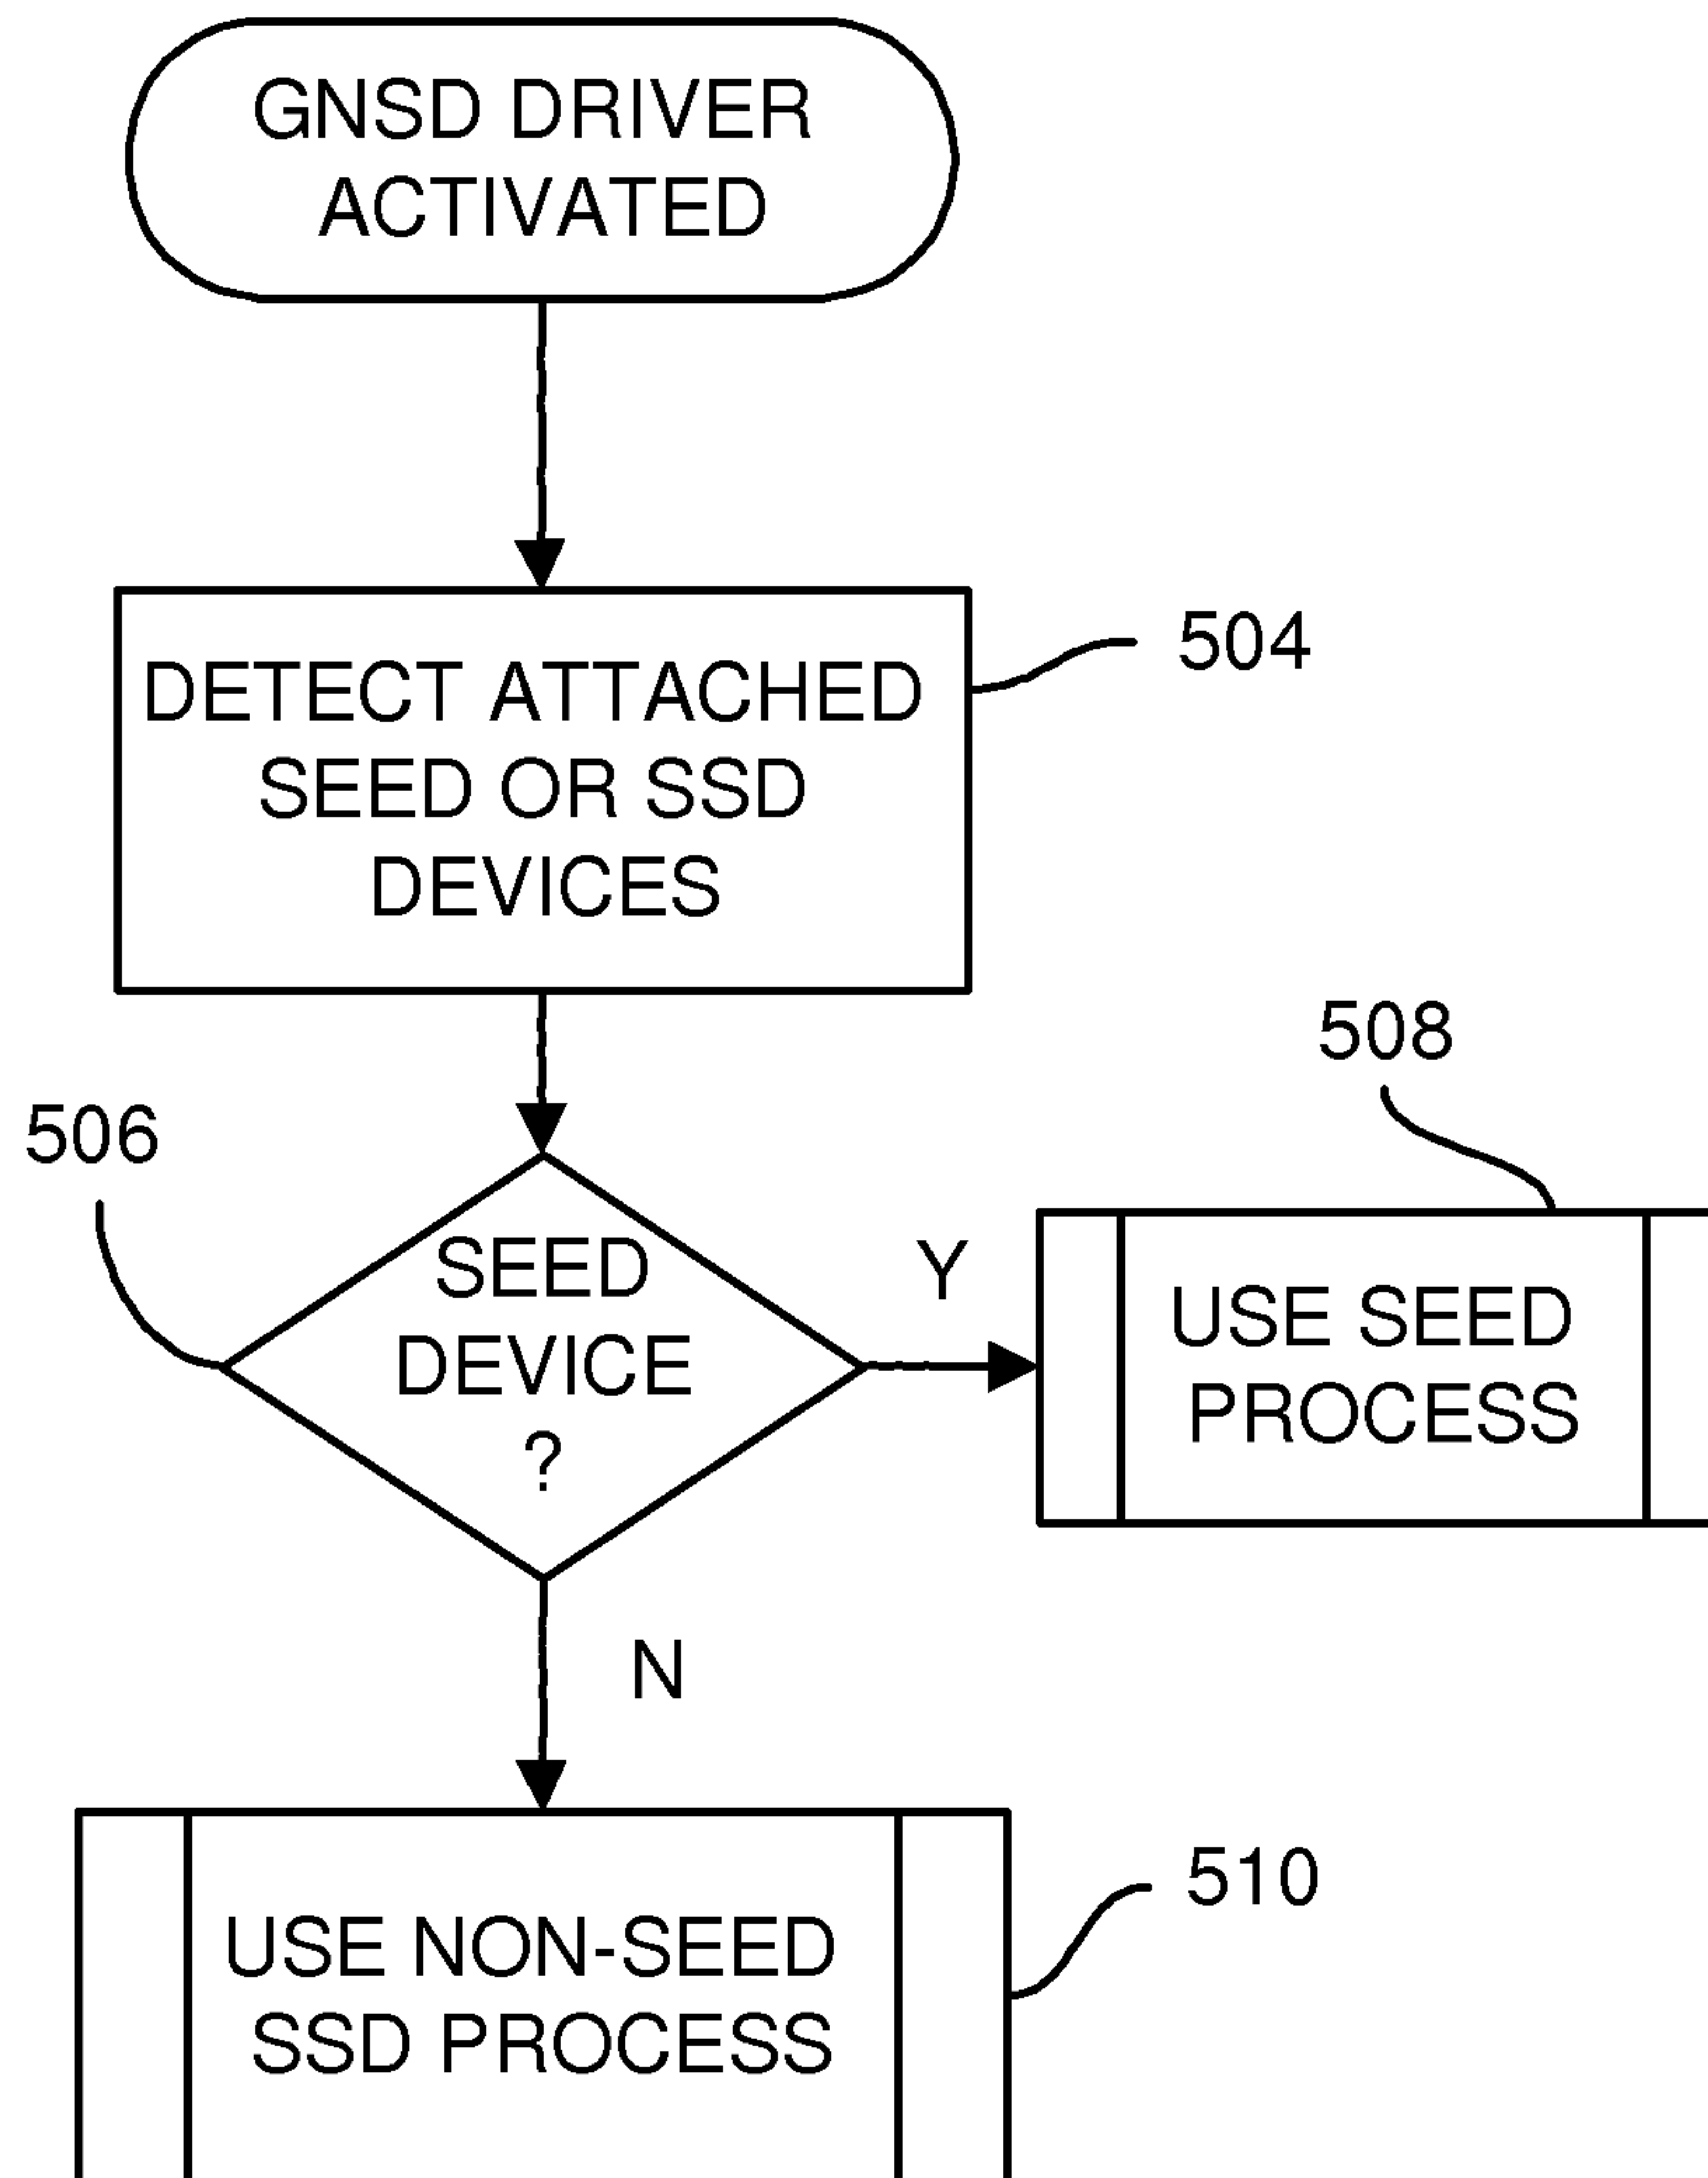 GNSD DRIVER
ACTIVATED
504
DETECT ATTACHED
SEED OR SSD
DEVICES
508
506
SEED
DEVICE
?
Y
USE SEED
PROCESS
N
510
USE NON-SEED
SSD PROCESS